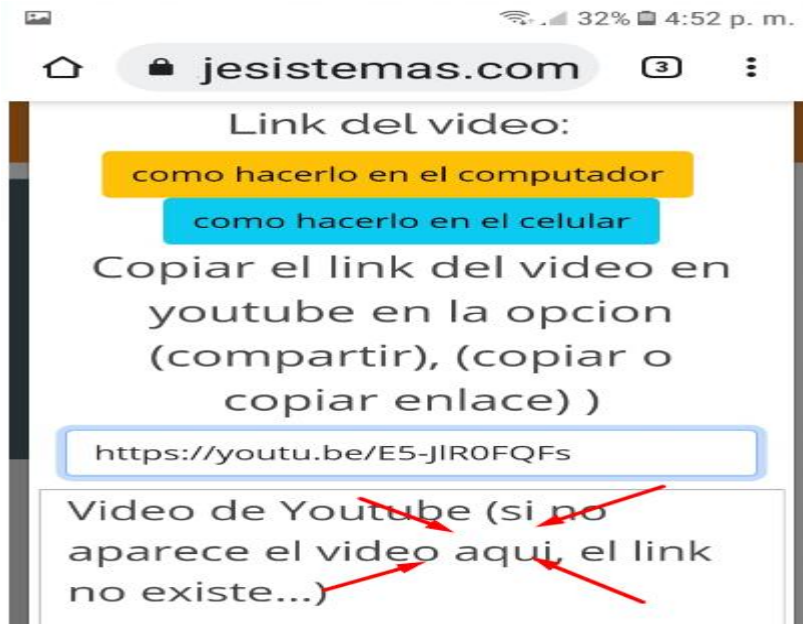 32% 4:52 p. m.
jesistemas.com 3
Link del video:
como hacerlo en el computador
como hacerlo en el celular
Copiar el link del video en
youtube en la opcion
(compartir), (copiar o
copiar enlace) )
https://youtu.be/E5-JlR0FQFs
Video de Youtube (si no
aparece el video aqui, el link
no existe...)